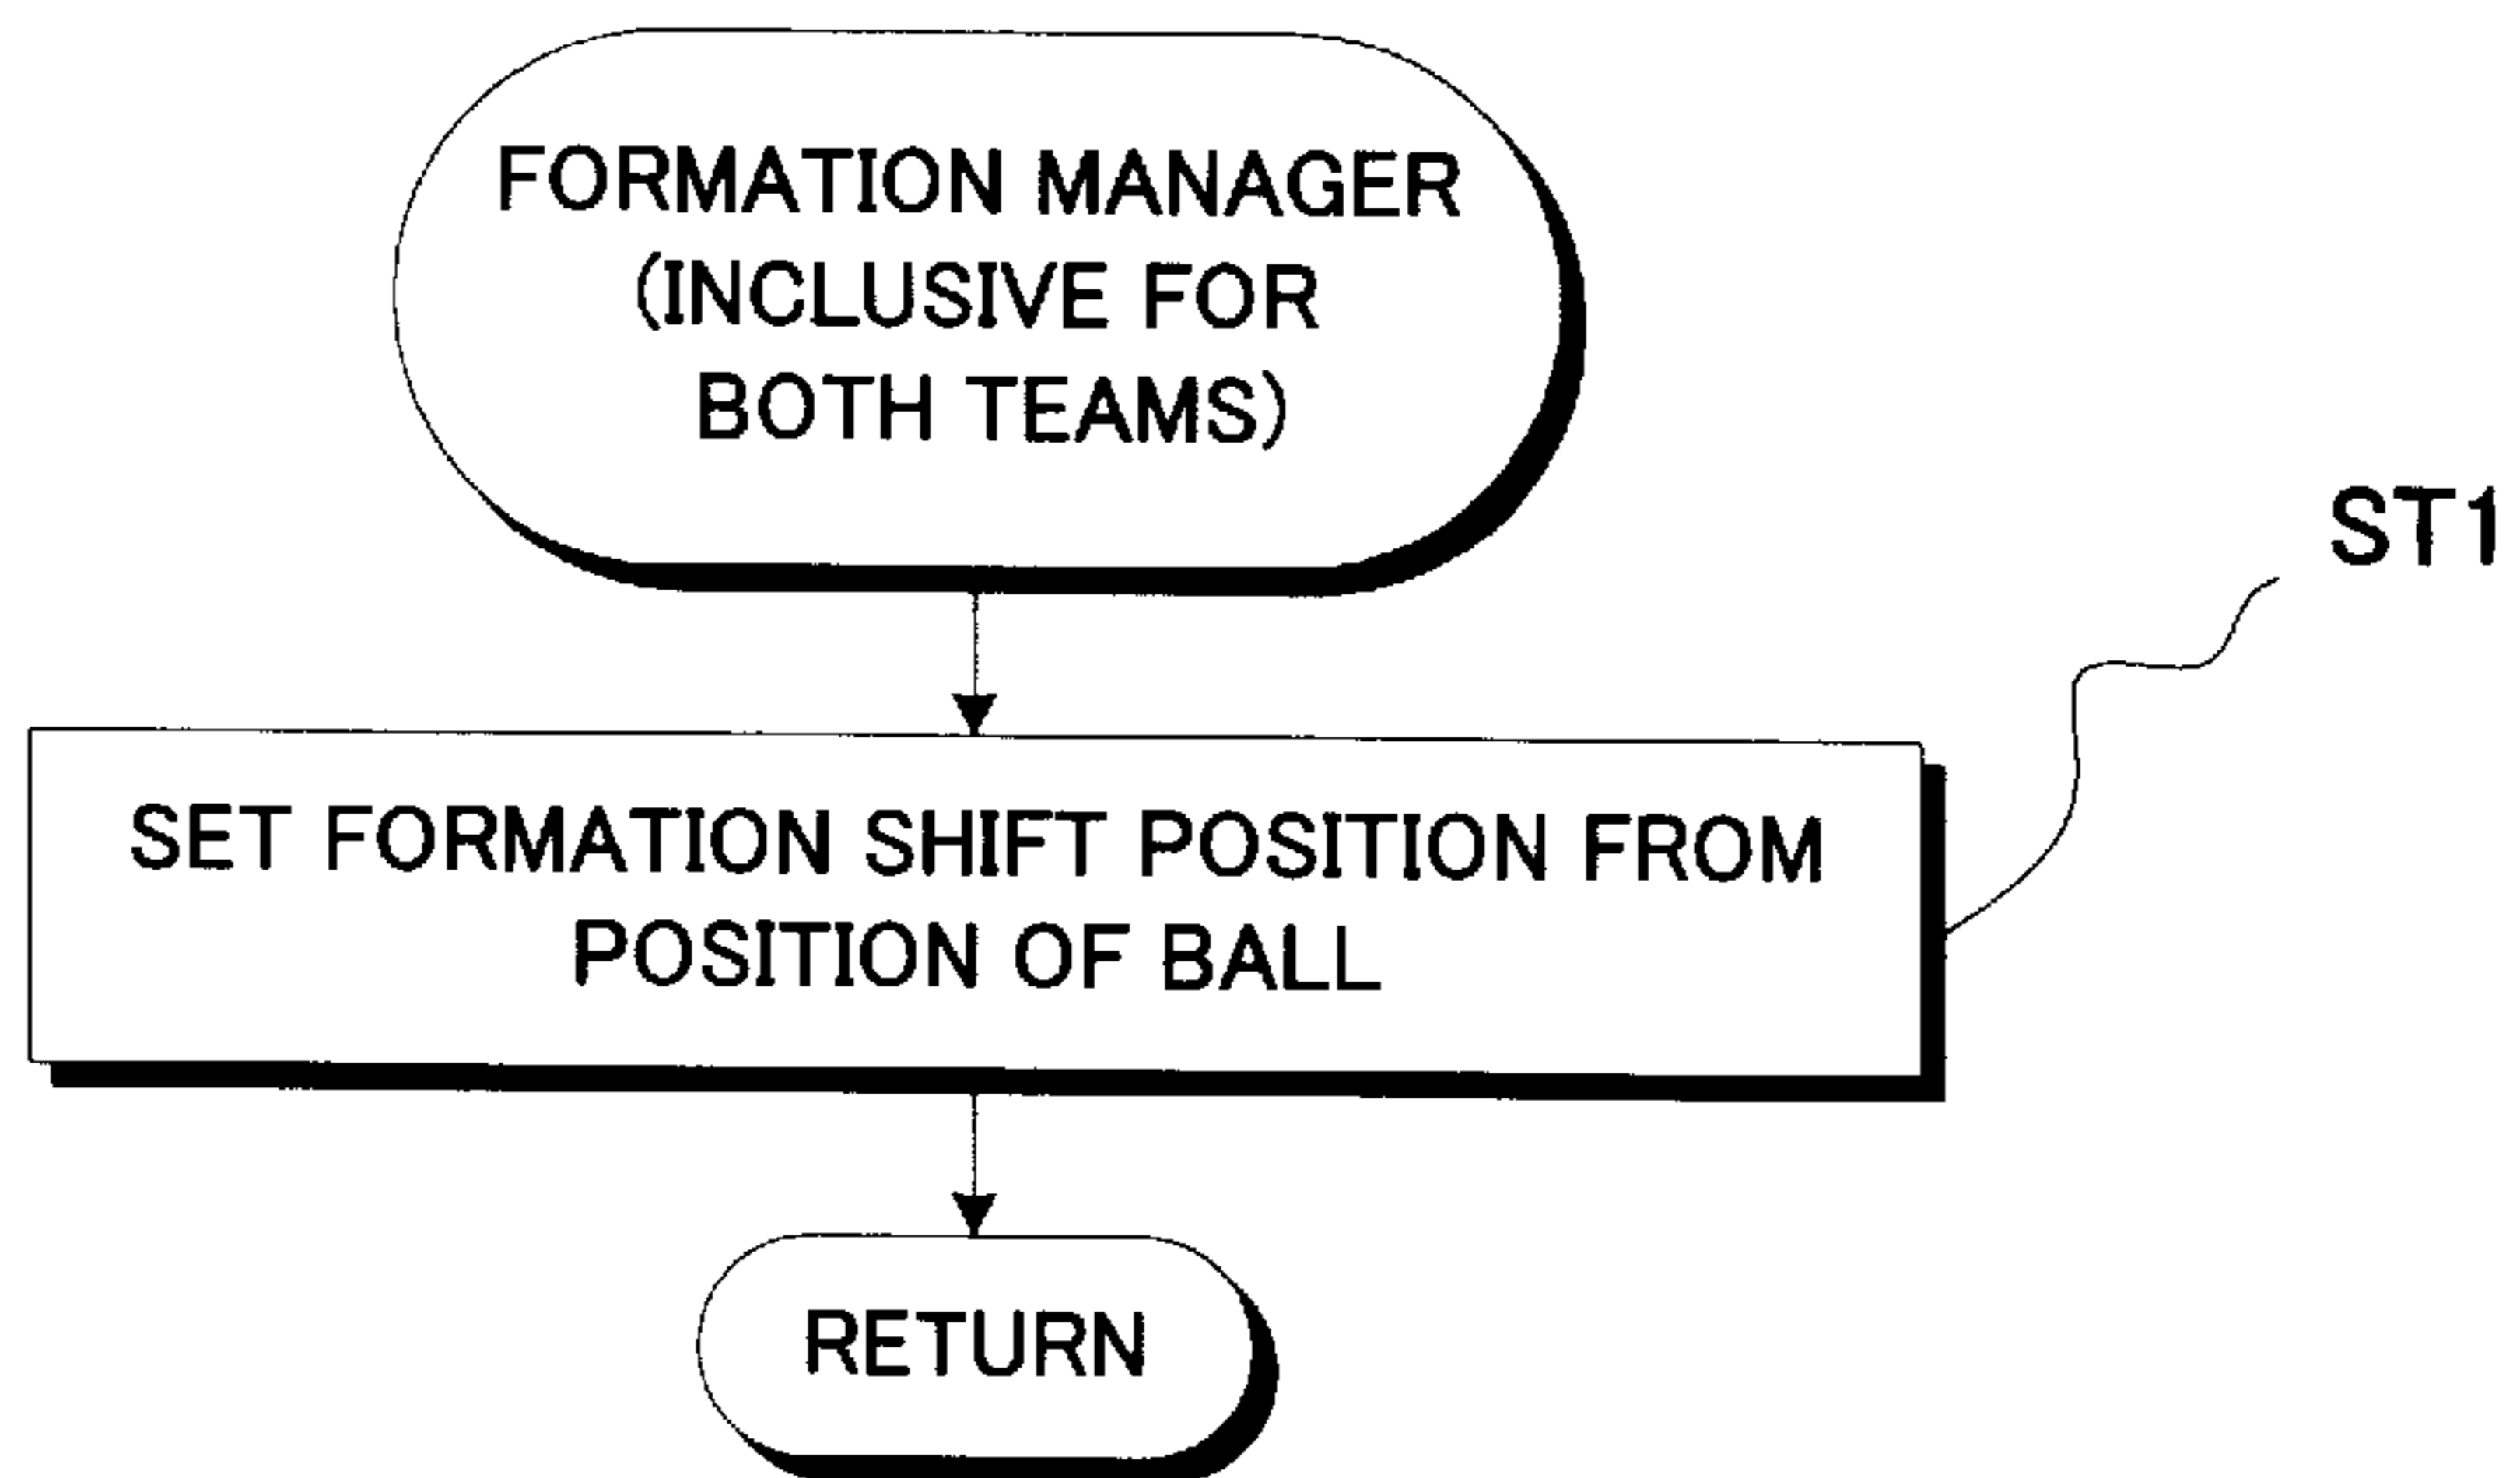 FORMATION MANAGER
(INCLUSIVE FOR
BOTH TEAMS)
ST1
SET FORMATION SHIFT POSITION FROM
POSITION OF BALL
RETURN